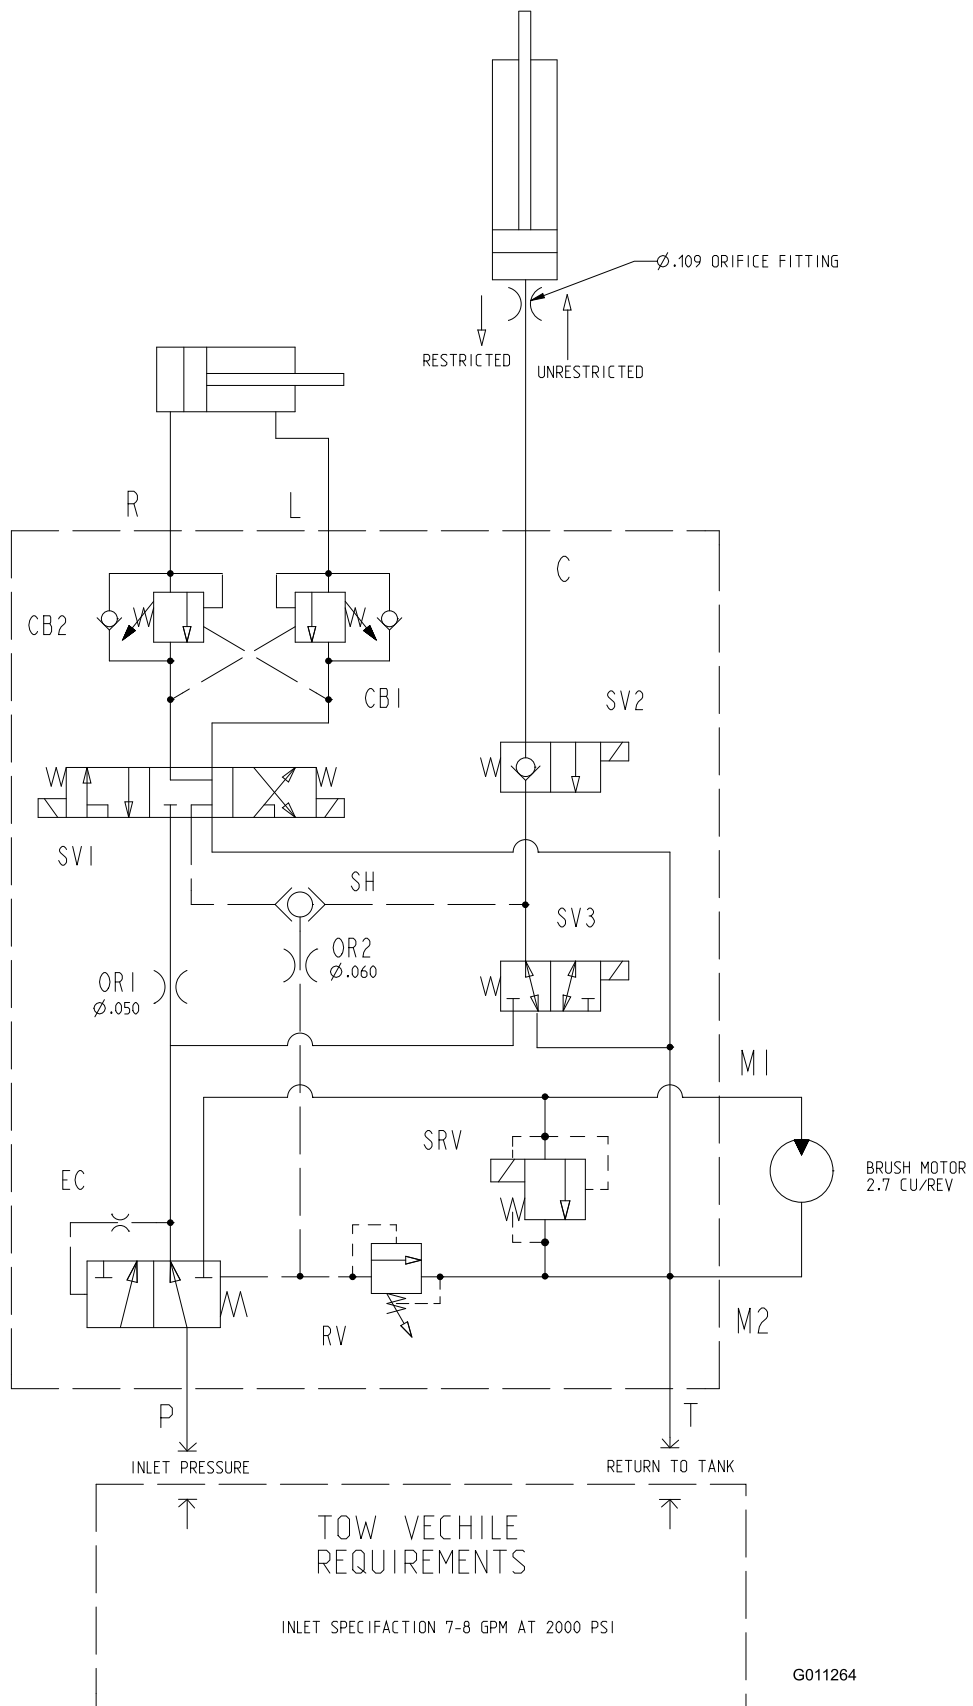 Ø.109 ORIFICE FITTING
RESTRICTED
UNRESTRICTED
R
L
C
CB2
CB1
SV2
SV1
SH
SV3
OR2
Ø.060
OR1
Ø.050
M1
SRV
BRUSH MOTOR
2.7 CU/REV
EC
RV
M2
P
T
INLET PRESSURE
RETURN TO TANK
TOW VECHILE
REQUIREMENTS
INLET SPECIFACTION 7-8 GPM AT 2000 PSI
G011264